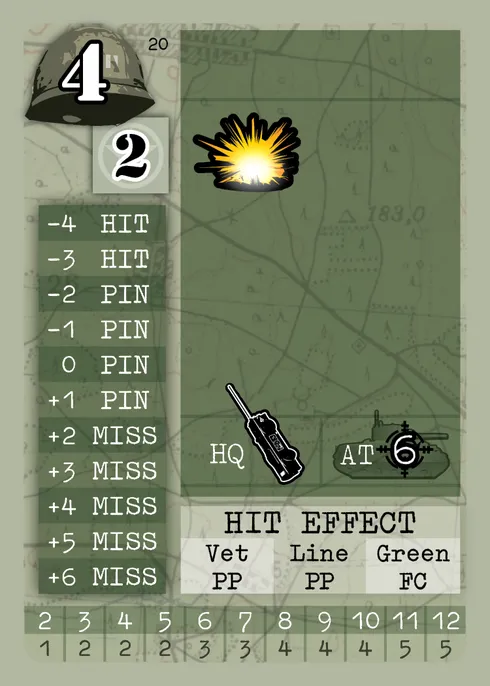 20
4
2
-4 HIT
-3 HIT
-2 PIN
-1 PIN
0 PIN
+1 PIN
+2 MISS
+3 MISS
+4 MISS
+5 MISS
+6 MISS
183,0
HQ
AT 6
HIT EFFECT
Vet Line Green
PP PP FC
2 3 4 5 6 7 8 9 10 11 12
1 2 2 2 3 3 4 4 4 5 5